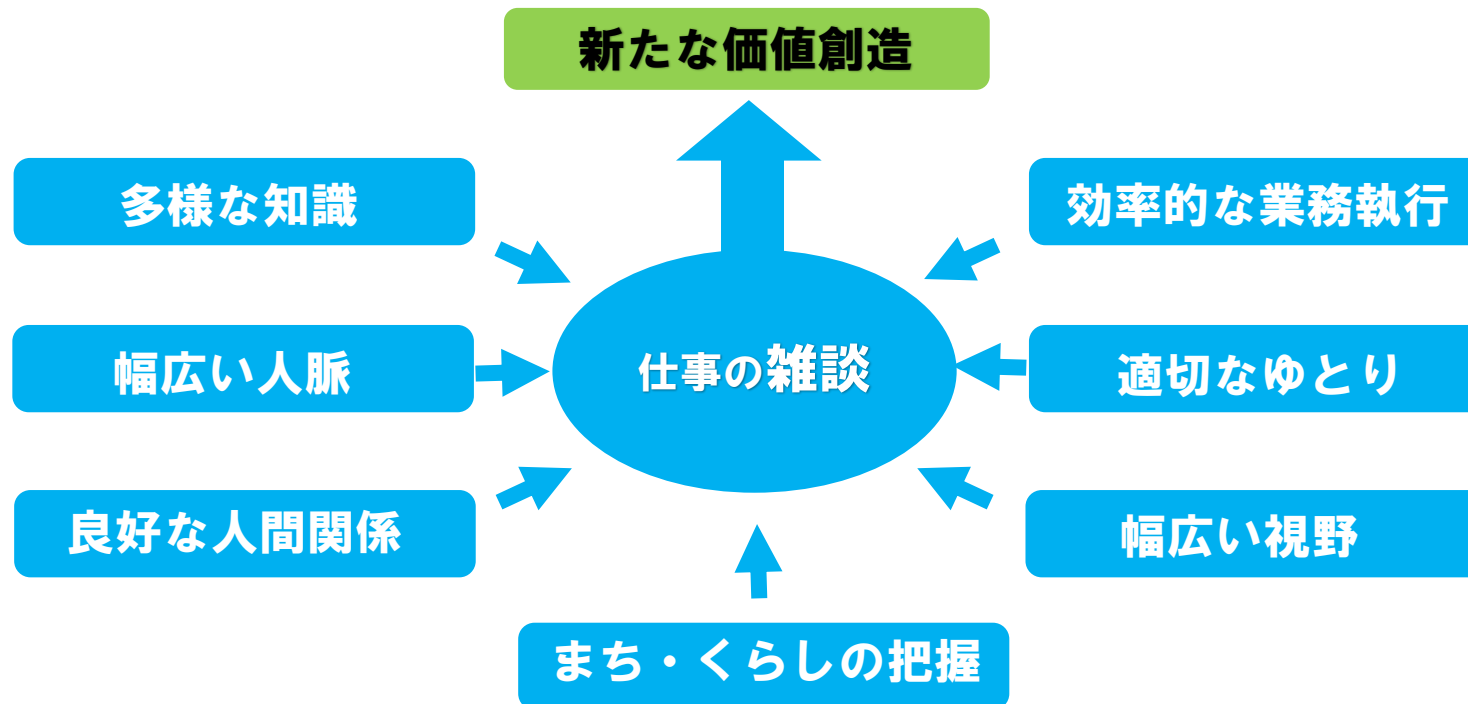 新たな価値創造
多様な知識
効率的な業務執行
幅広い人脈
仕事の雑談
適切なゆとり
良好な人間関係
幅広い視野
まち・くらしの把握